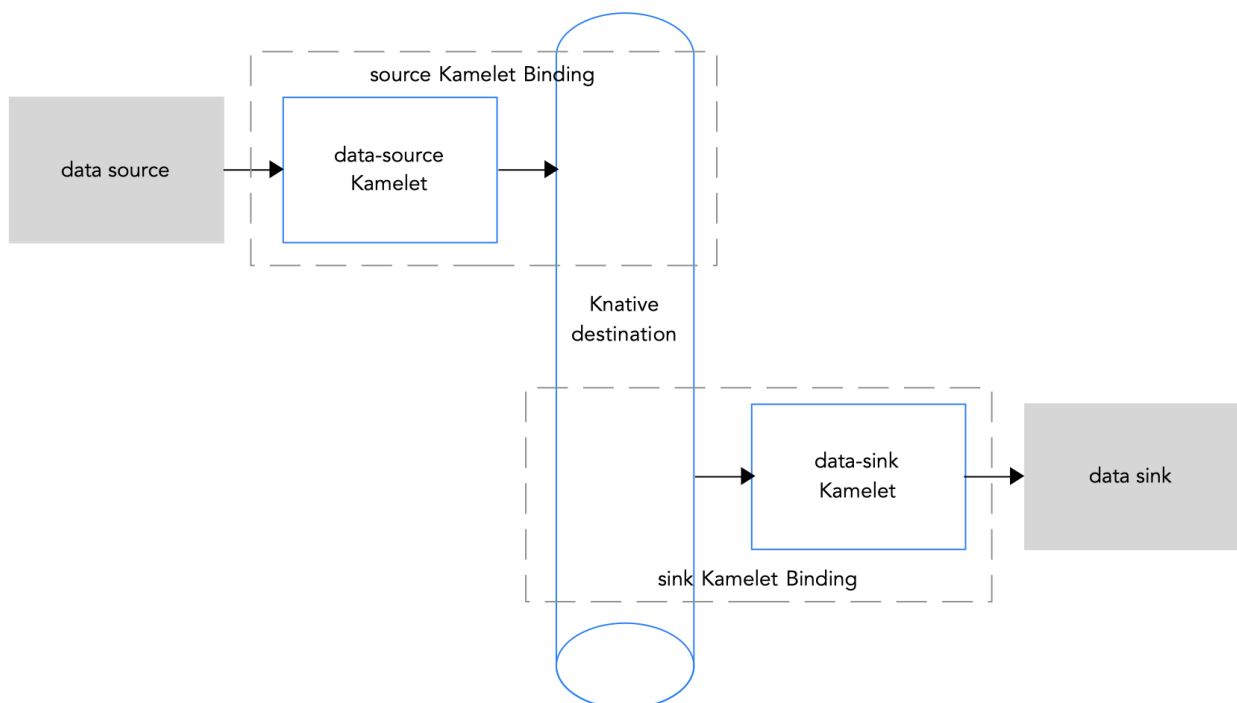 source Kamelet Binding
data source
data-source
Kamelet
Knative
destination
data-sink
Kamelet
data sink
sink Kamelet Binding